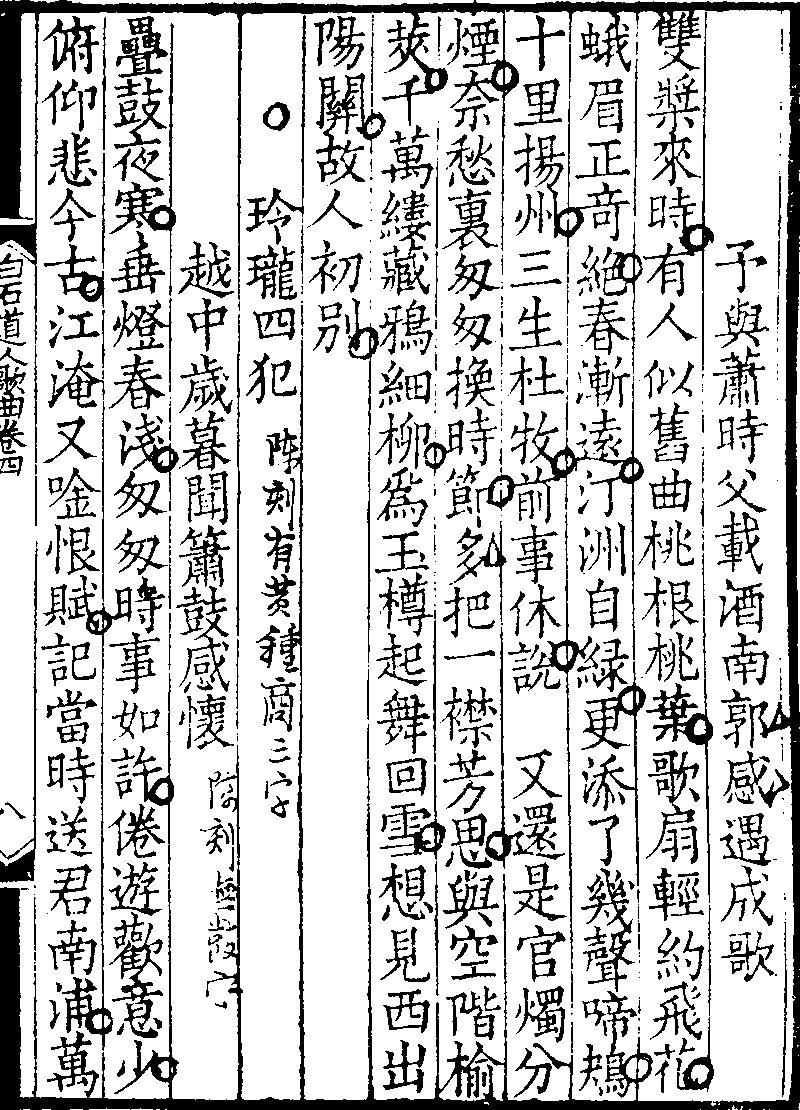 予與蕭時父載酒南郭感遇成歌
雙槳來時有人似舊曲桃根桃葉歌扇輕約飛花
蛾眉正奇絕春漸遠汀洲自綠更添了幾聲啼鴂
十里揚州三生杜牧前事休說　又還是宮燭分
煙奈愁裏匆匆換時節多把一襟芳思與空階榆
莢千萬縷藏鴉細柳為玉樽起舞回雪想見西出
陽關故人初別
玲瓏四犯　陳刻有黃種商三字
越中歲暮聞簫鼓感懷　陳刻無懷字
疊鼓夜寒垂燈春淺匆匆時事如許倦遊歡意少
俯仰悲今古江淹又唫恨賦記當時送君南浦萬
白石道人歌曲卷四
八